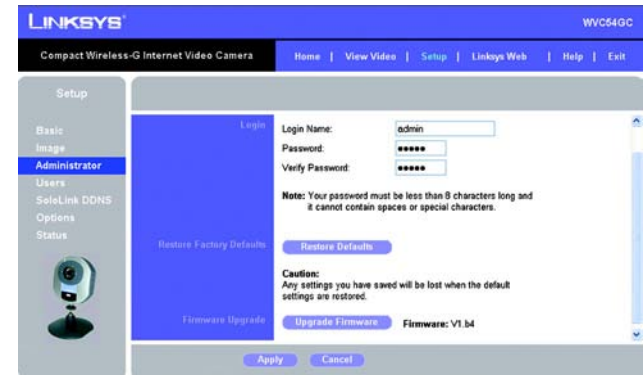 LINKSYS
WVC54GC
Compact Wireless-G Internet Video Camera
Home | View Video | Setup | Linksys Web | Help | Exit
Setup
Basic
Image
Administrator
Users
SoloLink DDNS
Options
Status
Login
Login Name: admin
Password: •••••
Verify Password: •••••
Note: Your password must be less than 8 characters long and
it cannot contain spaces or special characters.
Restore Factory Defaults
Restore Defaults
Caution:
Any settings you have saved will be lost when the default
settings are restored.
Firmware Upgrade
Upgrade Firmware
Firmware: V1.b4
Apply
Cancel